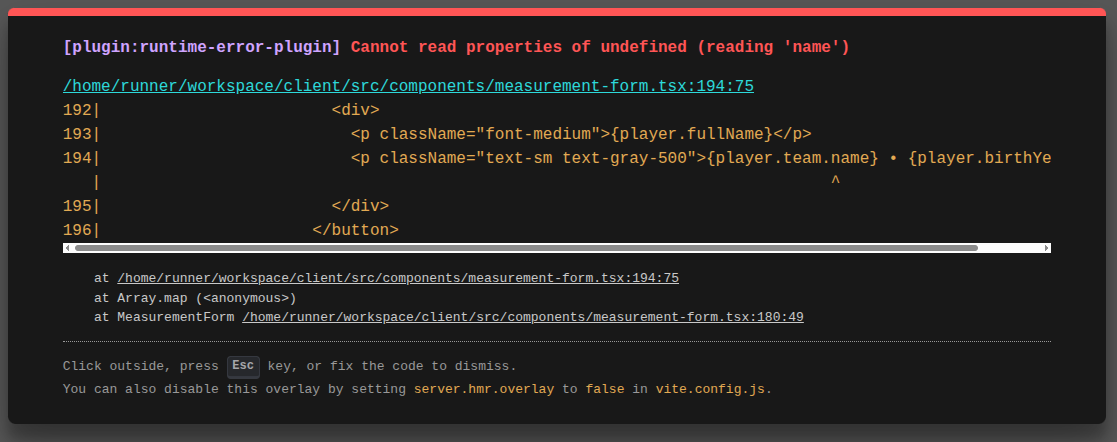 [plugin:runtime-error-plugin] Cannot read properties of undefined (reading 'name')
/home/runner/workspace/client/src/components/measurement-form.tsx:194:75
192|                        <div>
193|                          <p className="font-medium">{player.fullName}</p>
194|                          <p className="text-sm text-gray-500">{player.team.name} • {player.birthYe
   |                                                                            ^
195|                        </div>
196|                      </button>
at /home/runner/workspace/client/src/components/measurement-form.tsx:194:75
at Array.map (<anonymous>)
at MeasurementForm /home/runner/workspace/client/src/components/measurement-form.tsx:180:49
Click outside, press Esc key, or fix the code to dismiss.
You can also disable this overlay by setting server.hmr.overlay to false in vite.config.js.